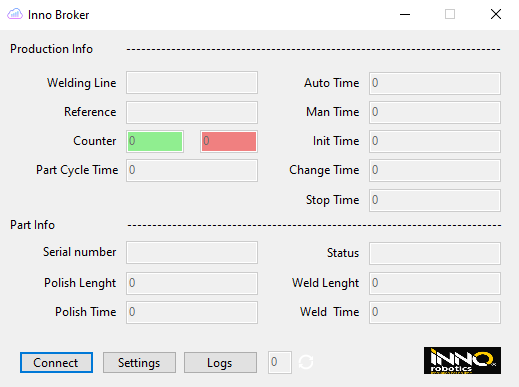 Inno Broker
Production Info
Welding Line
Auto Time 0
Reference
Man Time 0
Counter 0 0
Init Time 0
Part Cycle Time 0
Change Time 0
Stop Time 0
Part Info
Serial number
Status
Polish Lenght 0
Weld Lenght 0
Polish Time 0
Weld Time 0
Connect Settings Logs 0
INNO
robotics